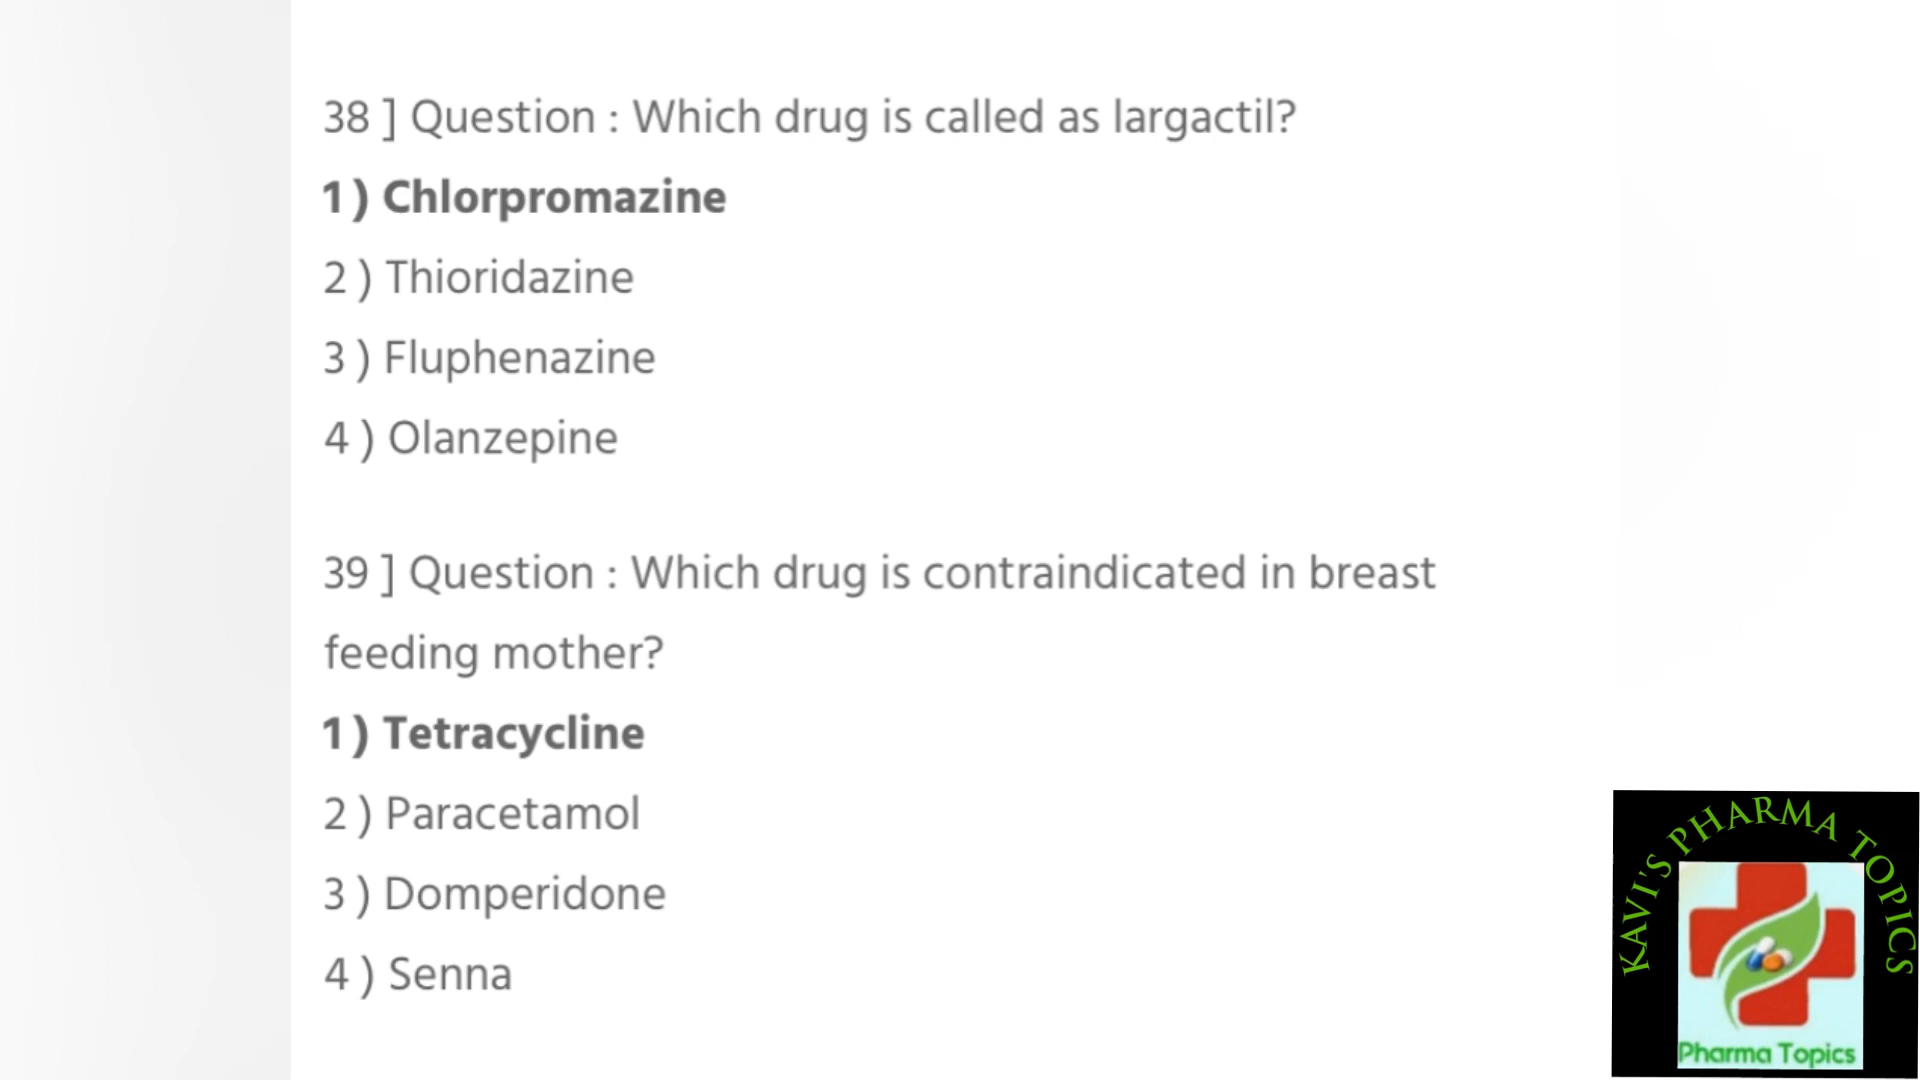 38 ] Question : Which drug is called as largactil?
1 ) Chlorpromazine
2 ) Thioridazine
3 ) Fluphenazine
4 ) Olanzepine
39 ] Question : Which drug is contraindicated in breast
feeding mother?
1 ) Tetracycline
2 ) Paracetamol
3 ) Domperidone
4 ) Senna
KAVI'S PHARMA TOPICS
Pharma Topics